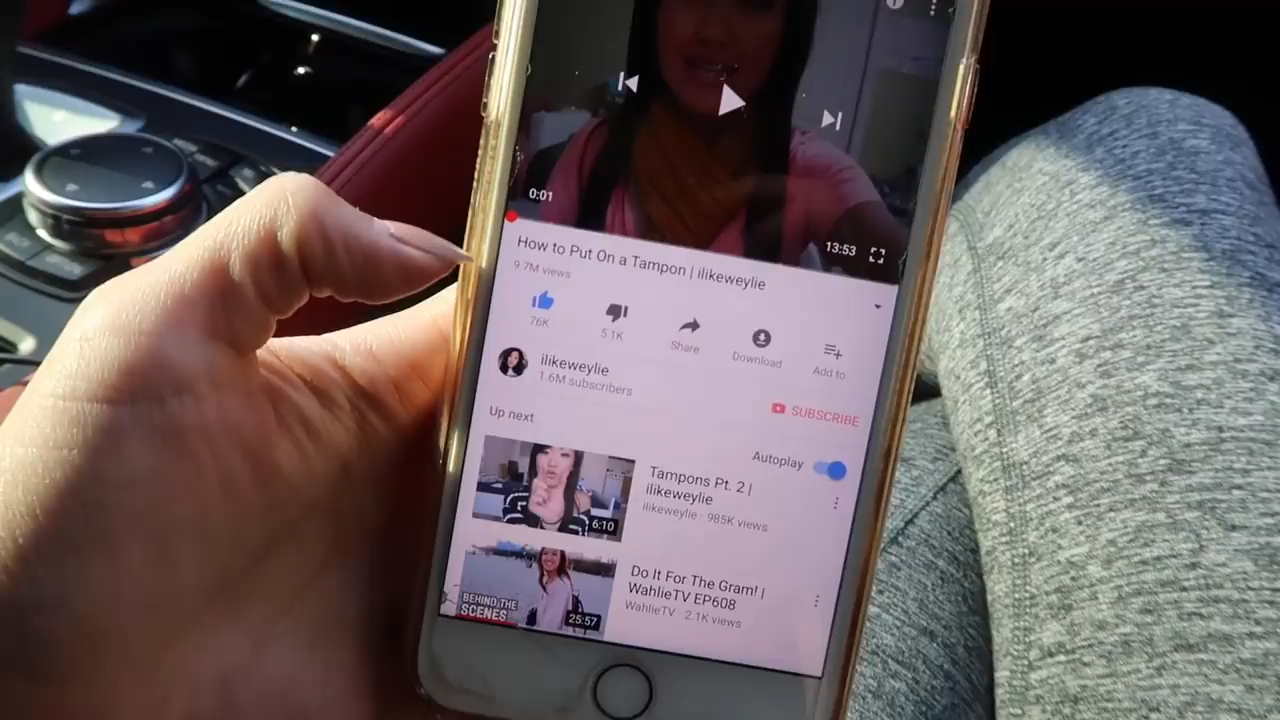 0:01
13:53
How to Put On a Tampon | ilikeweylie
9.7M views
76K
5.1K
Share
Download
Add to
ilikeweylie
1.6M subscribers
SUBSCRIBE
Up next
Autoplay
Tampons Pt. 2 |
ilikeweylie
ilikeweylie · 985K views
6:10
Do It For The Gram! |
WahlieTV EP608
WahlieTV · 2.1K views
BEHIND THE
SCENES
25:57